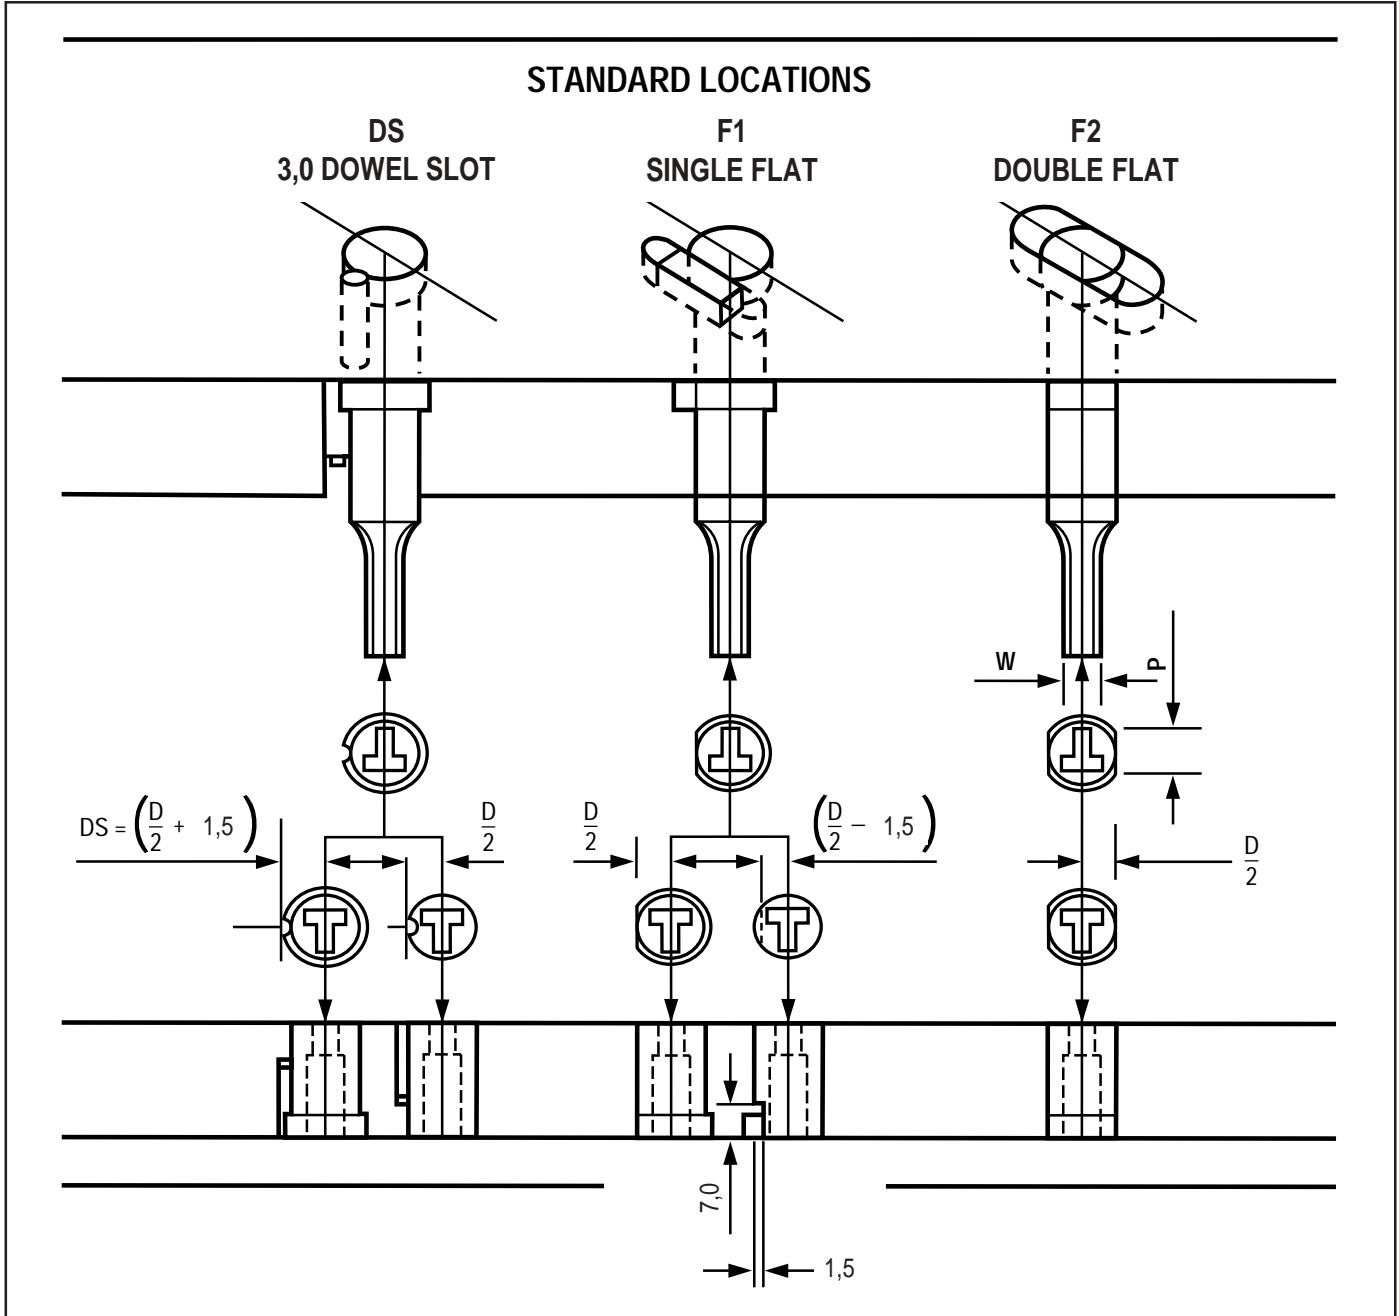 STANDARD LOCATIONS
DS
3,0 DOWEL SLOT
F1
SINGLE FLAT
F2
DOUBLE FLAT
W
P
DS = (D/2 + 1,5)
D/2
D/2
(D/2 – 1,5)
D/2
7,0
1,5